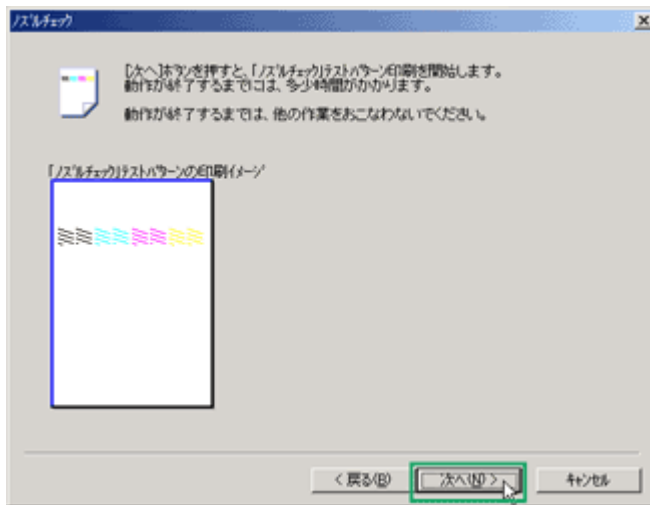 ﾉｽﾞﾙﾁｪｯｸ
[次へ]ﾎﾞﾀﾝを押すと、「ﾉｽﾞﾙﾁｪｯｸ」ﾃｽﾄﾊﾟﾀｰﾝ印刷を開始します。
動作が終了するまでには、多少時間がかかります。
動作が終了するまでは、他の作業をおこなわないでください。
「ﾉｽﾞﾙﾁｪｯｸ」ﾃｽﾄﾊﾟﾀｰﾝの印刷ｲﾒｰｼﾞ
< 戻る(B)
次へ(N) >
ｷｬﾝｾﾙ